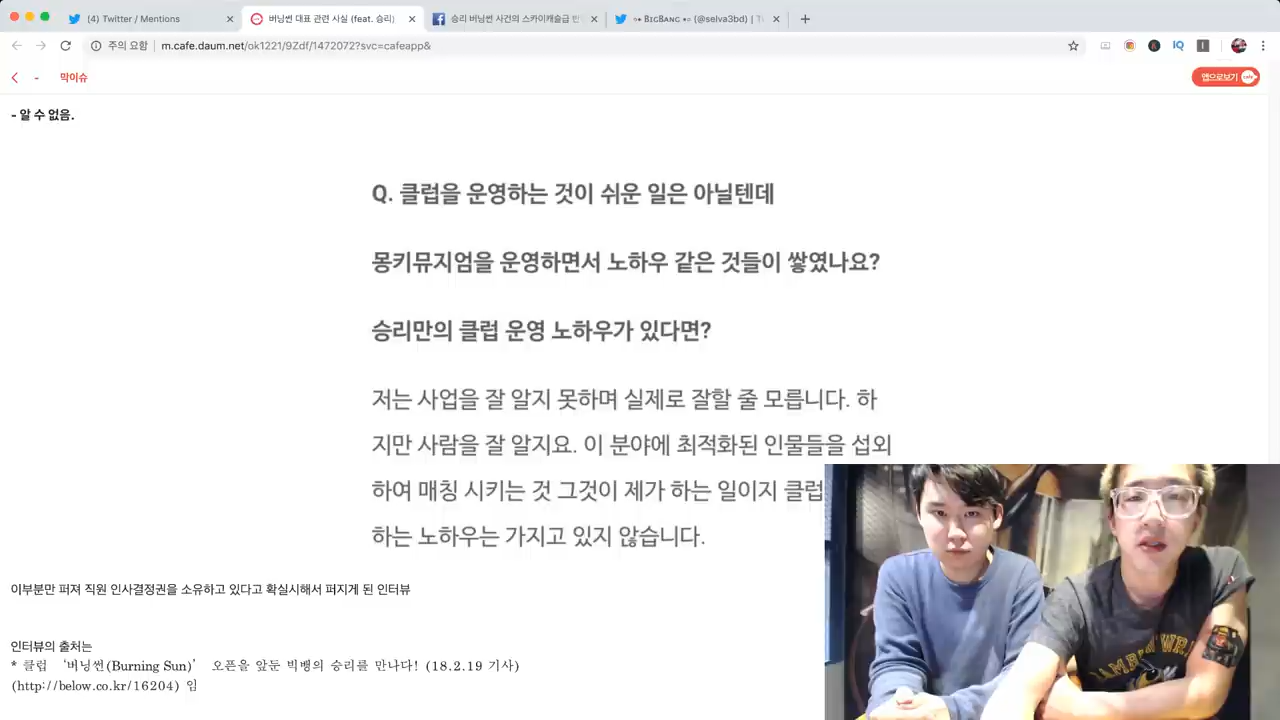 (4) Twitter / Mentions
버닝썬 대표 관련 사실 (feat. 승리)
승리 버닝썬 사건의 스카이캐슬급 반
•• BIGBANG •• (@selva3bd) | T
주의 요함
m.cafe.daum.net/ok1221/9Zdf/1472072?svc=cafeapp&
IQ
-
막이슈
앱으로보기
cafe
- 알 수 없음.
Q. 클럽을 운영하는 것이 쉬운 일은 아닐텐데
몽키뮤지엄을 운영하면서 노하우 같은 것들이 쌓였나요?
승리만의 클럽 운영 노하우가 있다면?
저는 사업을 잘 알지 못하며 실제로 잘할 줄 모릅니다. 하
지만 사람을 잘 알지요. 이 분야에 최적화된 인물들을 섭외
하여 매칭 시키는 것 그것이 제가 하는 일이지 클럽
하는 노하우는 가지고 있지 않습니다.
이부분만 퍼져 직원 인사결정권을 소유하고 있다고 확실시해서 퍼지게 된 인터뷰
인터뷰의 출처는
* 클럽 ‘버닝썬(Burning Sun)’ 오픈을 앞둔 빅뱅의 승리를 만나다! (18.2.19 기사)
(http://below.co.kr/16204) 임